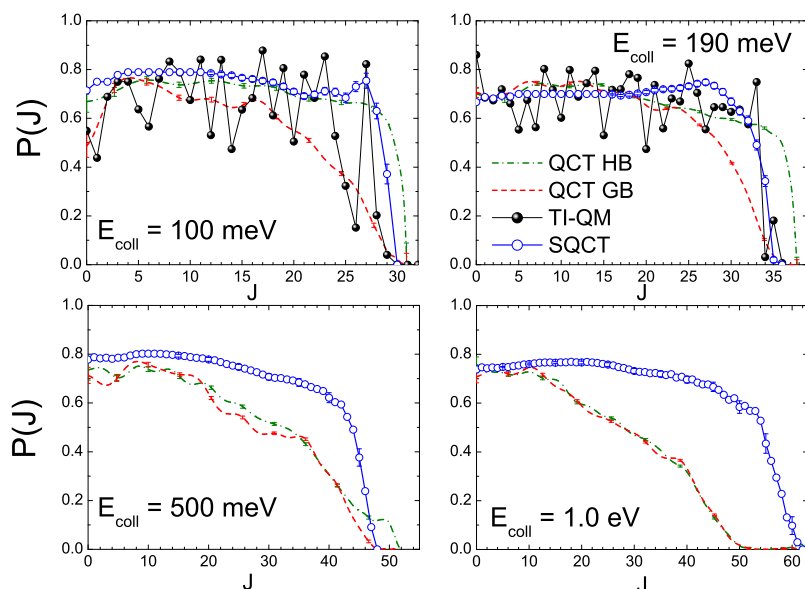 1.0
0.8
0.6
0.4
0.2
0.0
P(J)
E_coll = 100 meV
0 5 10 15 20 25 30
J
1.0
0.8
0.6
0.4
0.2
0.0
E_coll = 190 meV
QCT HB
QCT GB
TI-QM
SQCT
0 5 10 15 20 25 30 35
J
1.0
0.8
0.6
0.4
0.2
0.0
P(J)
E_coll = 500 meV
0 10 20 30 40 50
J
1.0
0.8
0.6
0.4
0.2
0.0
E_coll = 1.0 eV
0 10 20 30 40 50 60
J